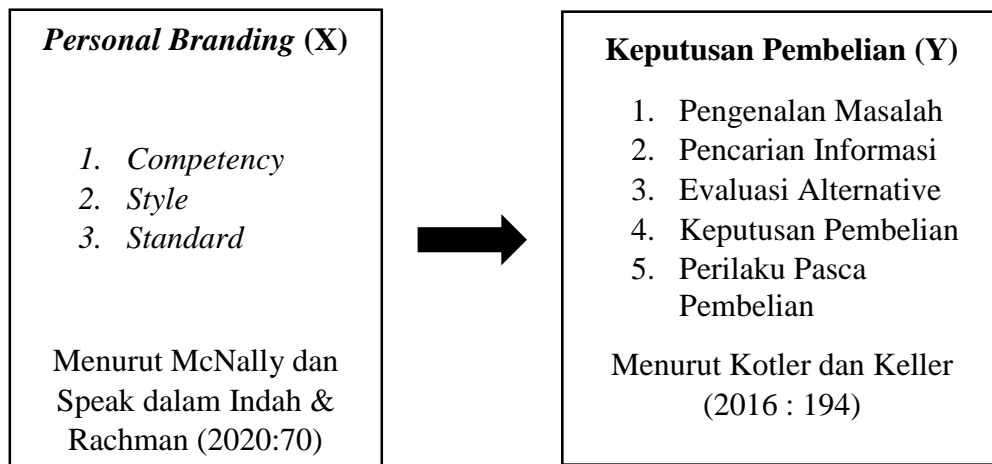 Personal Branding (X)
1. Competency
2. Style
3. Standard
Menurut McNally dan
Speak dalam Indah &
Rachman (2020:70)
Keputusan Pembelian (Y)
1. Pengenalan Masalah
2. Pencarian Informasi
3. Evaluasi Alternative
4. Keputusan Pembelian
5. Perilaku Pasca
Pembelian
Menurut Kotler dan Keller
(2016 : 194)